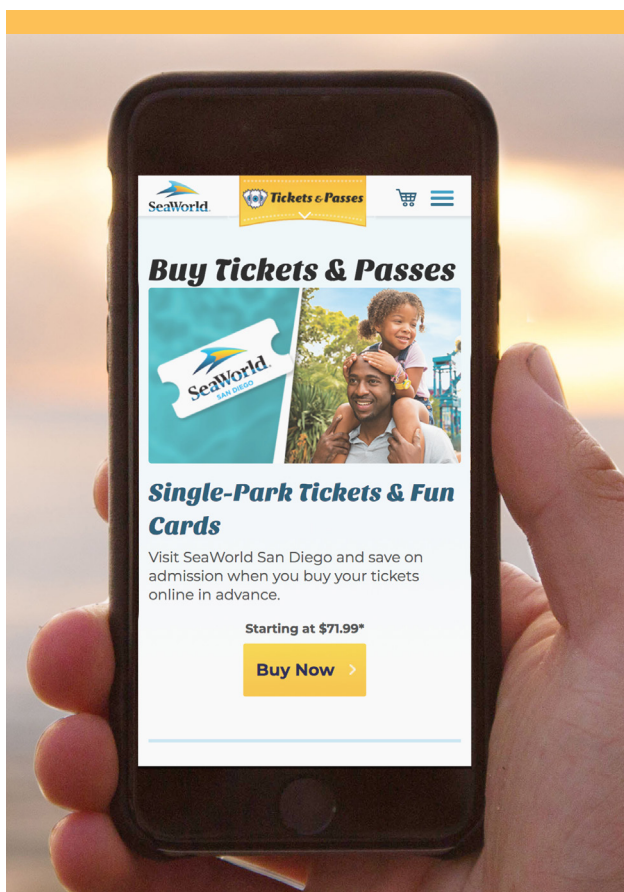 SeaWorld.
Tickets & Passes
Buy Tickets & Passes
SeaWorld.
SAN DIEGO
Single-Park Tickets & Fun
Cards
Visit SeaWorld San Diego and save on
admission when you buy your tickets
online in advance.
Starting at $71.99*
Buy Now